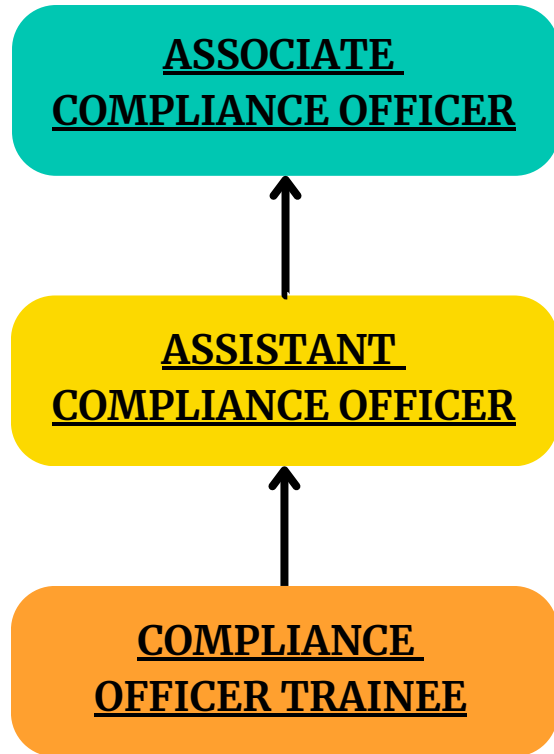 ASSOCIATE
COMPLIANCE OFFICER
ASSISTANT
COMPLIANCE OFFICER
COMPLIANCE
OFFICER TRAINEE